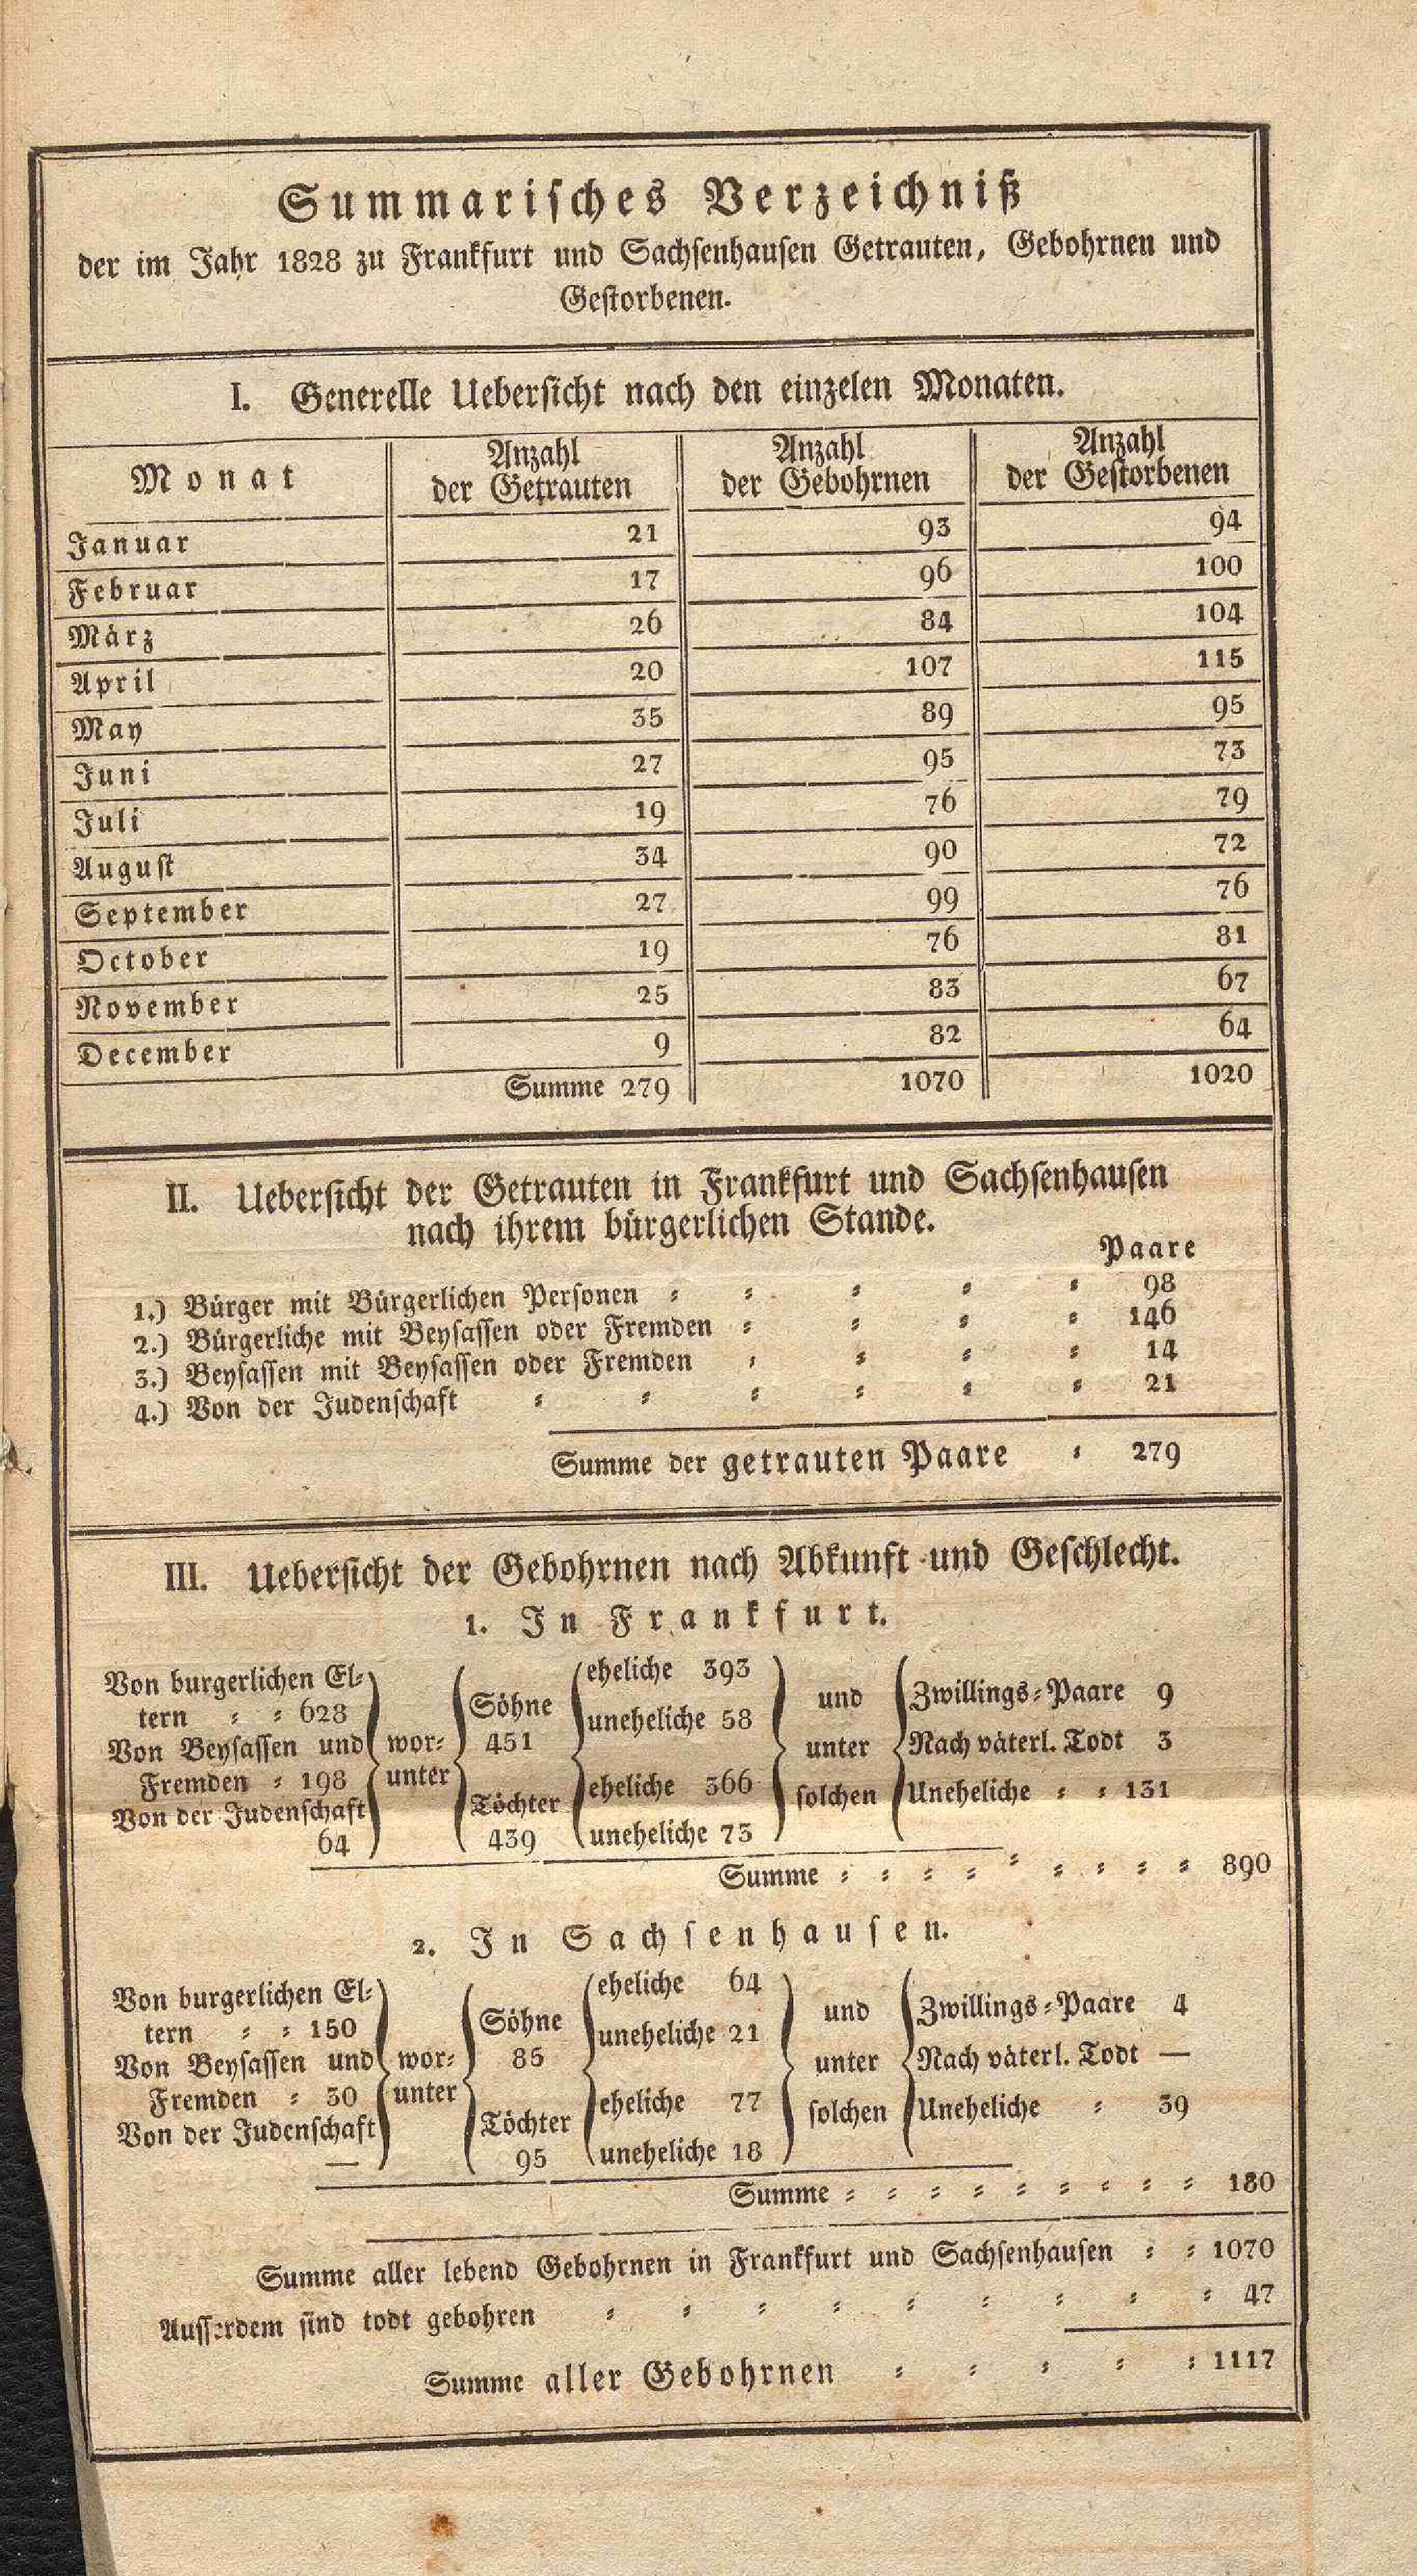 Summarisches Verzeichniß
der im Jahr 1828 zu Frankfurt und Sachsenhausen Getrauten, Gebohrnen und
Gestorbenen.
I. Generelle Uebersicht nach den einzelen Monaten.
Monat Anzahl der Getrauten Anzahl der Gebohrnen Anzahl der Gestorbenen
Januar 21 93 94
Februar 17 96 100
März 26 84 104
April 20 107 115
May 35 89 95
Juni 27 95 73
Juli 19 76 79
August 34 90 72
September 27 99 76
October 19 76 81
November 25 83 67
December 9 82 64
Summe 279 1070 1020
II. Uebersicht der Getrauten in Frankfurt und Sachsenhausen
nach ihrem bürgerlichen Stande.
Paare
1.) Bürger mit Bürgerlichen Personen = = = = = 98
2.) Bürgerliche mit Beysassen oder Fremden = = = = 146
3.) Beysassen mit Beysassen oder Fremden = = = = 14
4.) Von der Judenschaft = = = = = = 21
Summe der getrauten Paare = 279
III. Uebersicht der Gebohrnen nach Abkunft und Geschlecht.
1. In Frankfurt.
Von burgerlichen El=
tern = = 628
Von Beysassen und
Fremden = 198
Von der Judenschaft
64
wor=
unter
Söhne
451
Töchter
439
eheliche 393
uneheliche 58
eheliche 366
uneheliche 73
und
unter
solchen
Zwillings=Paare 9
Nach väterl. Todt 3
Uneheliche = = 131
Summe = = = = = = = = = 890
2. In Sachsenhausen.
Von burgerlichen El=
tern = = 150
Von Beysassen und
Fremden = 30
Von der Judenschaft
—
wor=
unter
Söhne
85
Töchter
95
eheliche 64
uneheliche 21
eheliche 77
uneheliche 18
und
unter
solchen
Zwillings=Paare 4
Nach väterl. Todt —
Uneheliche = 39
Summe = = = = = = = = = 180
Summe aller lebend Gebohrnen in Frankfurt und Sachsenhausen = = 1070
Ausserdem sind todt gebohren = = = = = = = = = 47
Summe aller Gebohrnen = = = = = 1117